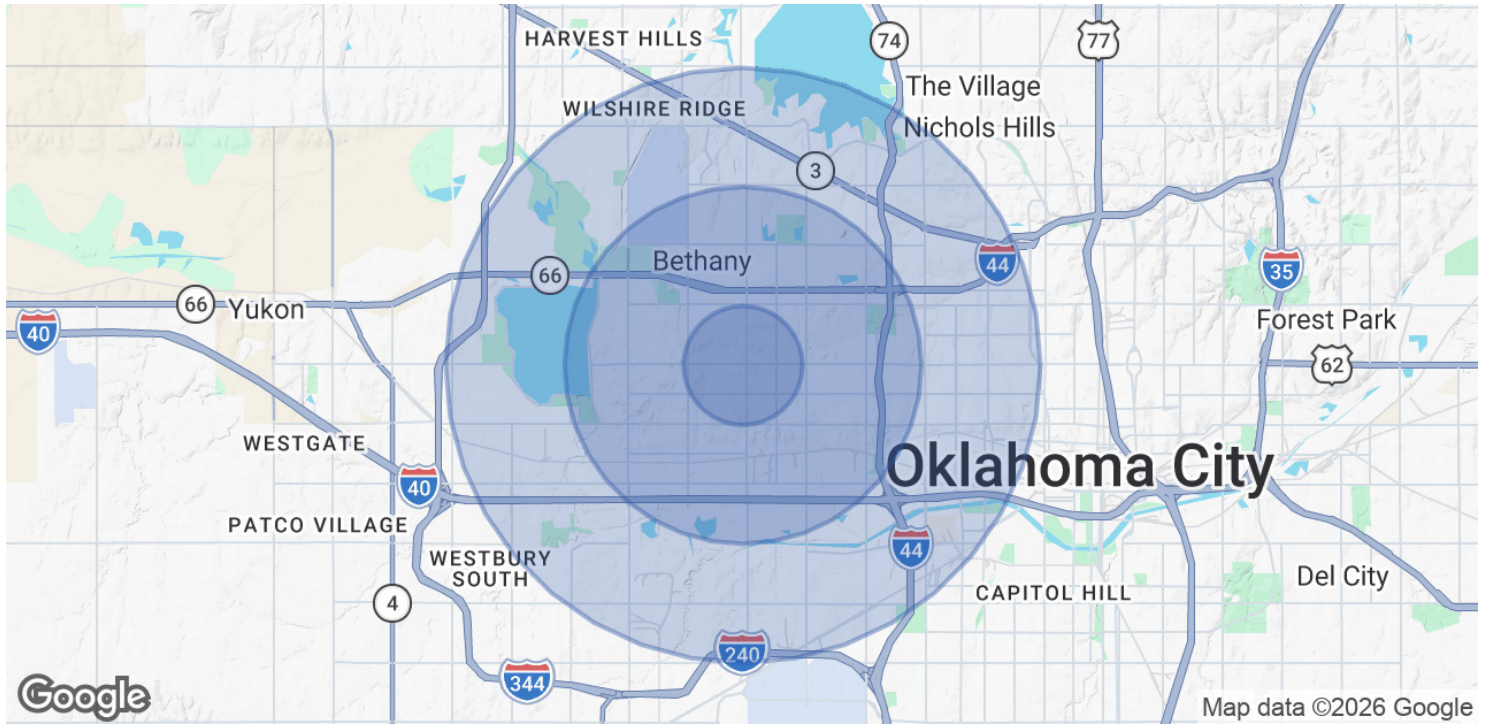 HARVEST HILLS
74
77
The Village
WILSHIRE RIDGE
Nichols Hills
3
Bethany
44
35
66
66
Yukon
40
Forest Park
62
WESTGATE
Oklahoma City
40
PATCO VILLAGE
44
WESTBURY
SOUTH
Del City
CAPITOL HILL
4
240
344
Google
Map data ©2026 Google